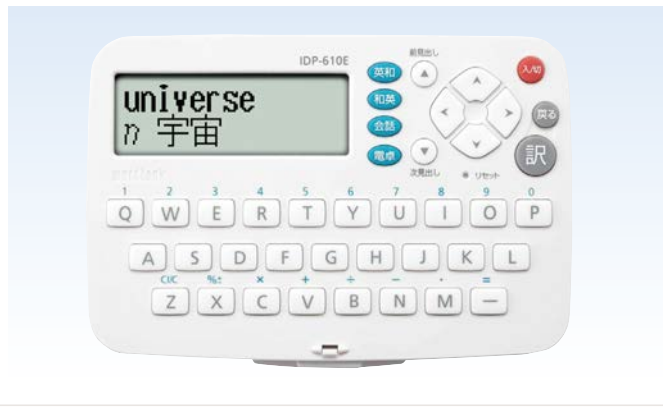 IDP-610E
universe
n 宇宙
英和
和英
会話
電卓
前見出し
次見出し
入/切
戻る
訳
リセット
1 2 3 4 5 6 7 8 9 0
Q W E R T Y U I O P
A S D F G H J K L
C/CE %± × + ÷ − · =
Z X C V B N M —